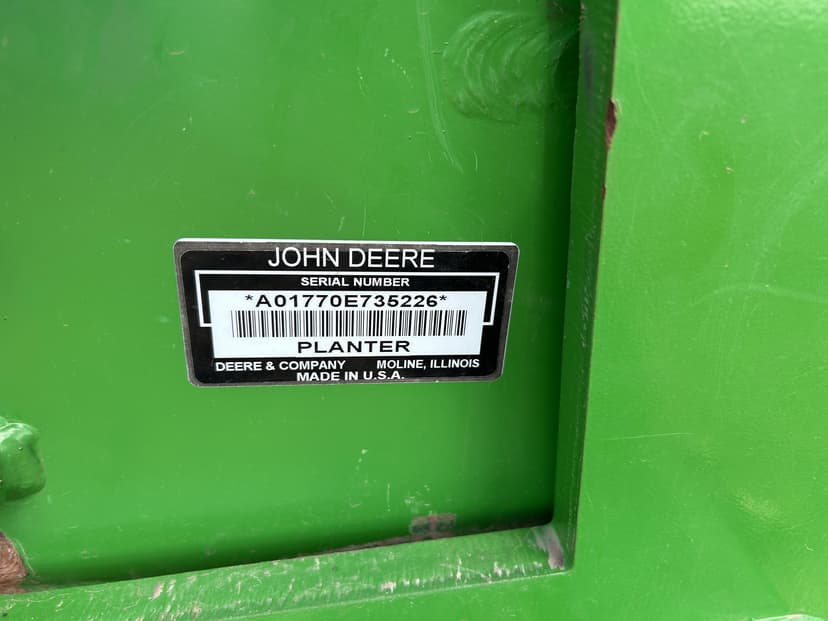 JOHN DEERE
SERIAL NUMBER
*A01770E735226*
PLANTER
DEERE & COMPANY MOLINE, ILLINOIS
MADE IN U.S.A.